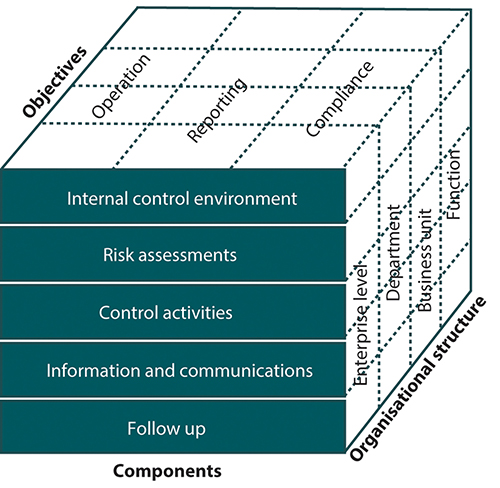 Objectives
Operation
Reporting
Compliance
Internal control environment
Risk assessments
Control activities
Information and communications
Follow up
Components
Enterprise level
Department
Business unit
Function
Organisational structure